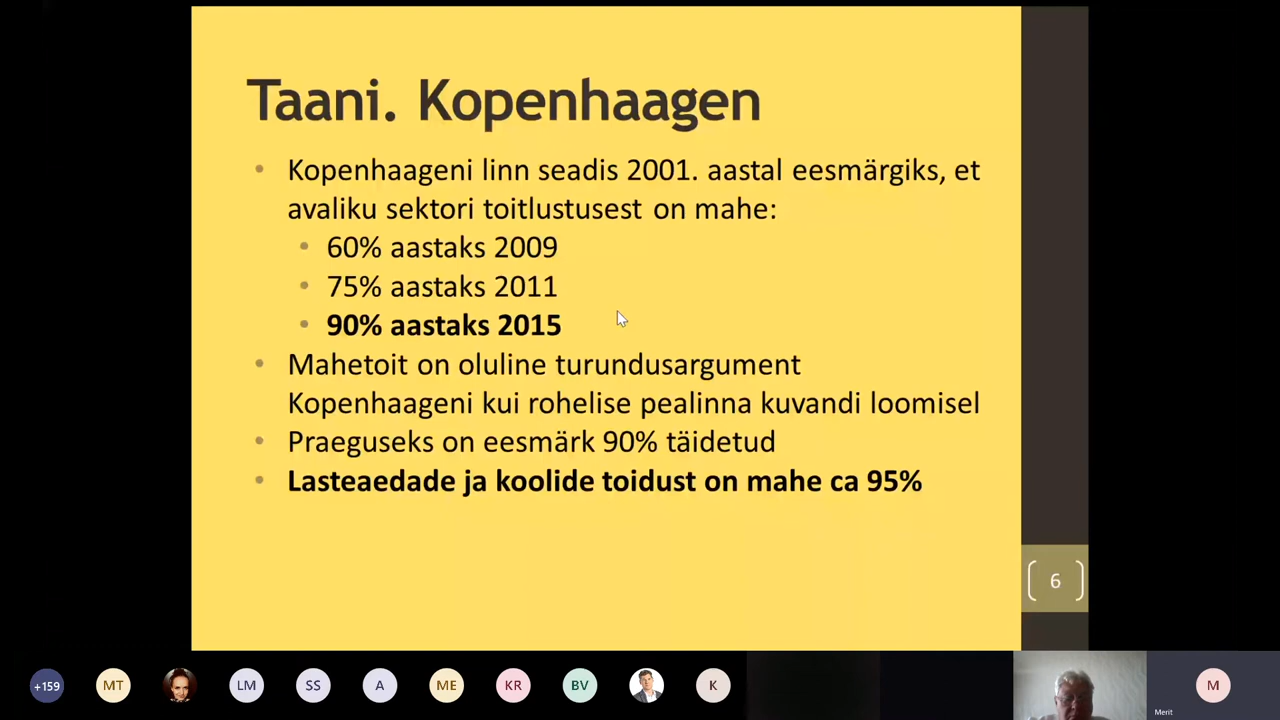 Taani. Kopenhaagen
• Kopenhaageni linn seadis 2001. aastal eesmärgiks, et
avaliku sektori toitlustusest on mahe:
• 60% aastaks 2009
• 75% aastaks 2011
• 90% aastaks 2015
• Mahetoit on oluline turundusargument
Kopenhaageni kui rohelise pealinna kuvandi loomisel
• Praeguseks on eesmärk 90% täidetud
• Lasteaedade ja koolide toidust on mahe ca 95%
6
+159 MT LM SS A ME KR BV K M
Merit